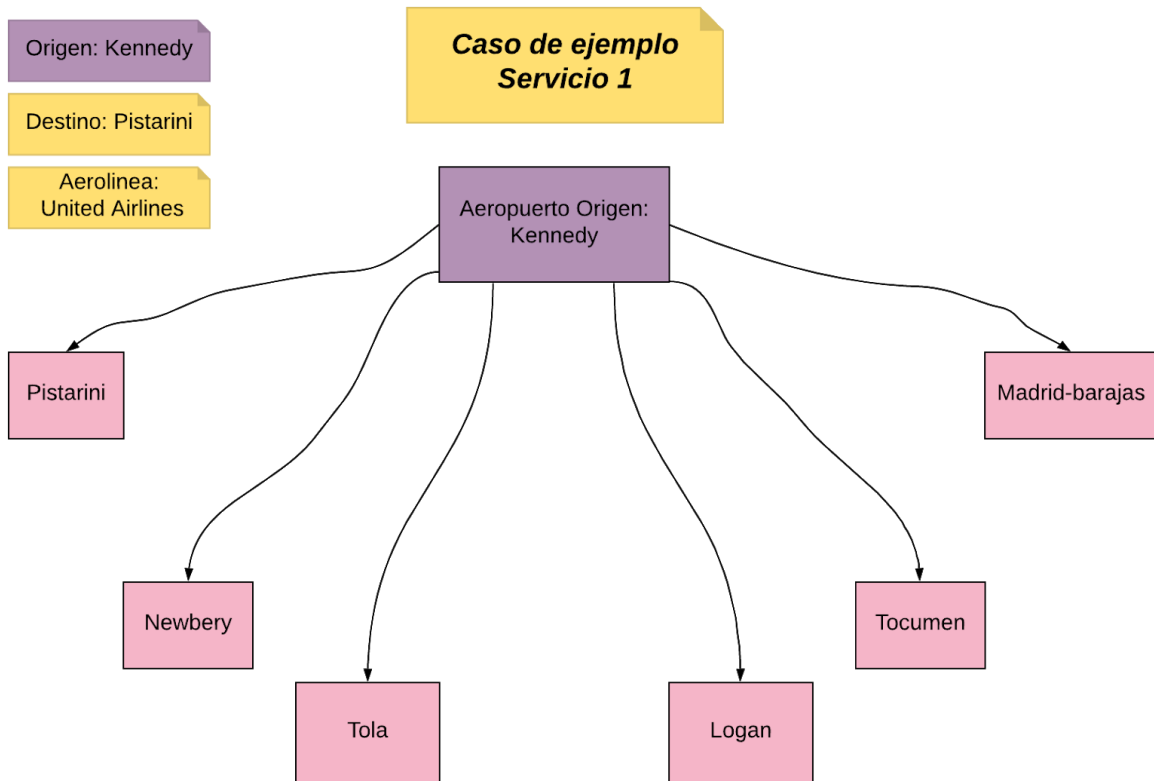 Origen: Kennedy
Destino: Pistarini
Aerolinea:
United Airlines
Caso de ejemplo
Servicio 1
Aeropuerto Origen:
Kennedy
Pistarini
Madrid-barajas
Newbery
Tocumen
Tola
Logan